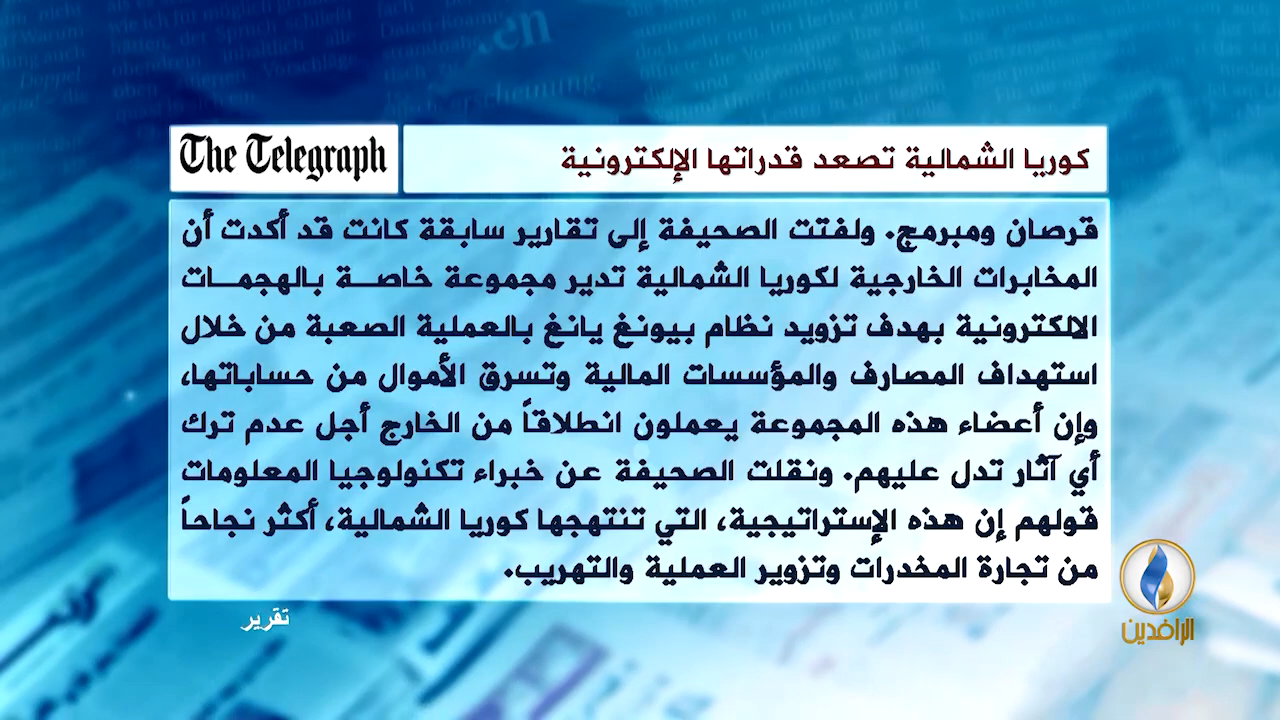 The Telegraph
كوريا الشمالية تصعد قدراتها الإلكترونية
قرصان ومبرمج. ولفتت الصحيفة إلى تقارير سابقة كانت قد أكدت أن
المخابرات الخارجية لكوريا الشمالية تدير مجموعة خاصــة بالهجمــات
الالكترونية بهدف تزويد نظام بيونغ يانغ بالعملية الصعبة من خلال
استهداف المصارف والمؤسسات المالية وتسرق الأموال من حساباتها،
وإن أعضاء هذه المجموعة يعملون انطلاقاً من الخارج أجل عدم ترك
أي آثار تدل عليهم. ونقلت الصحيفة عن خبراء تكنولوجيا المعلومات
قولهم إن هذه الإستراتيجية، التي تنتهجها كوريا الشمالية، أكثر نجاحاً
من تجارة المخدرات وتزوير العملية والتهريب.
تقرير
الرافدين